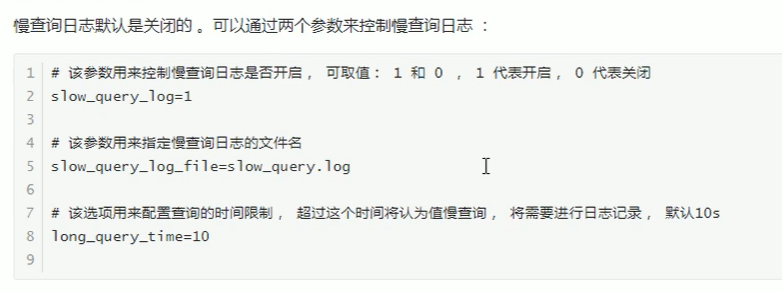 慢查询日志默认是关闭的 。可以通过两个参数来控制慢查询日志 ：
1 # 该参数用来控制慢查询日志是否开启， 可取值： 1 和 0 ， 1 代表开启， 0 代表关闭
2 slow_query_log=1
3
4 # 该参数用来指定慢查询日志的文件名
5 slow_query_log_file=slow_query.log
6
7 # 该选项用来配置查询的时间限制， 超过这个时间将认为值慢查询， 将需要进行日志记录， 默认10s
8 long_query_time=10
9